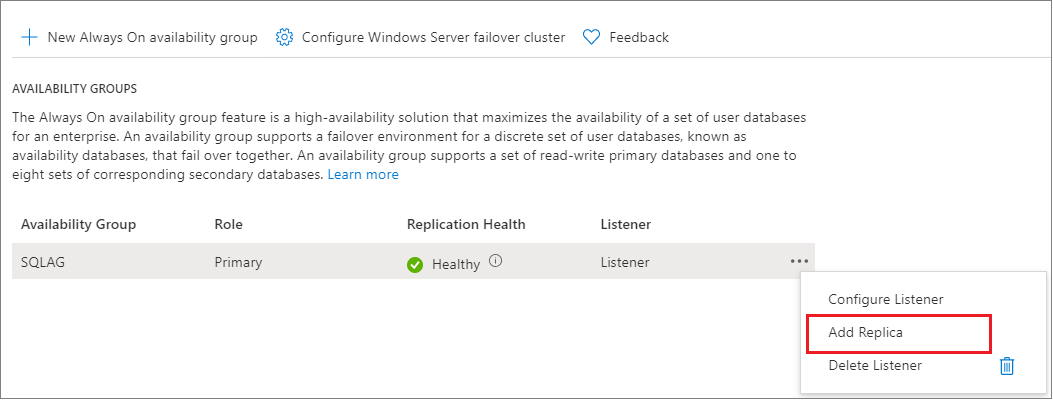 New Always On availability group Configure Windows Server failover cluster Feedback
AVAILABILITY GROUPS
The Always On availability group feature is a high-availability solution that maximizes the availability of a set of user databases
for an enterprise. An availability group supports a failover environment for a discrete set of user databases, known as
availability databases, that fail over together. An availability group supports a set of read-write primary databases and one to
eight sets of corresponding secondary databases. Learn more
Availability Group Role Replication Health Listener
SQLAG Primary Healthy Listener
Configure Listener
Add Replica
Delete Listener